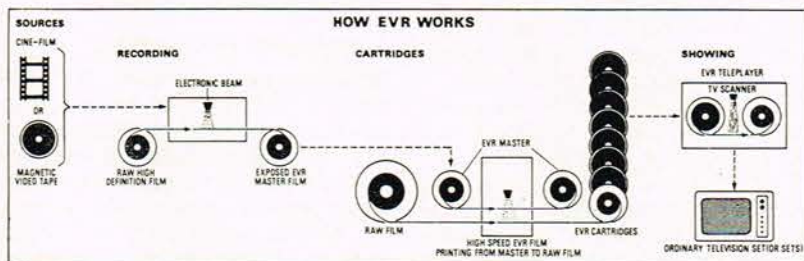 HOW EVR WORKS
SOURCES
CINE-FILM
OR
MAGNETIC
VIDEO TAPE
RECORDING
ELECTRONIC BEAM
RAW HIGH
DEFINITION FILM
EXPOSED EVR
MASTER FILM
CARTRIDGES
EVR MASTER
RAW FILM
HIGH SPEED EVR FILM
PRINTING FROM MASTER TO RAW FILM
EVR CARTRIDGES
SHOWING
EVR TELEPLAYER
TV SCANNER
ORDINARY TELEVISION SET(OR SETS)